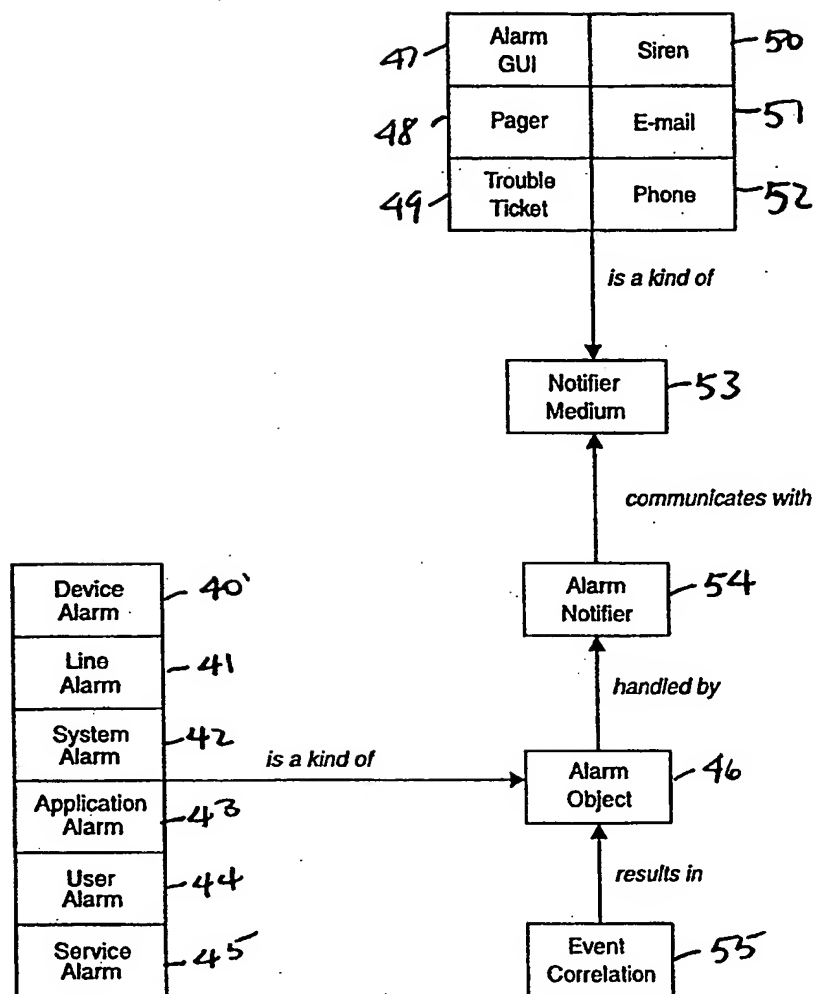 47
Alarm
GUI
Siren
50
48
Pager
E-mail
51
49
Trouble
Ticket
Phone
52
is a kind of
Notifier
Medium
53
communicates with
Device
Alarm
40
Alarm
Notifier
54
Line
Alarm
41
handled by
System
Alarm
42
is a kind of
Alarm
Object
46
Application
Alarm
43
User
Alarm
44
results in
Service
Alarm
45
Event
Correlation
55